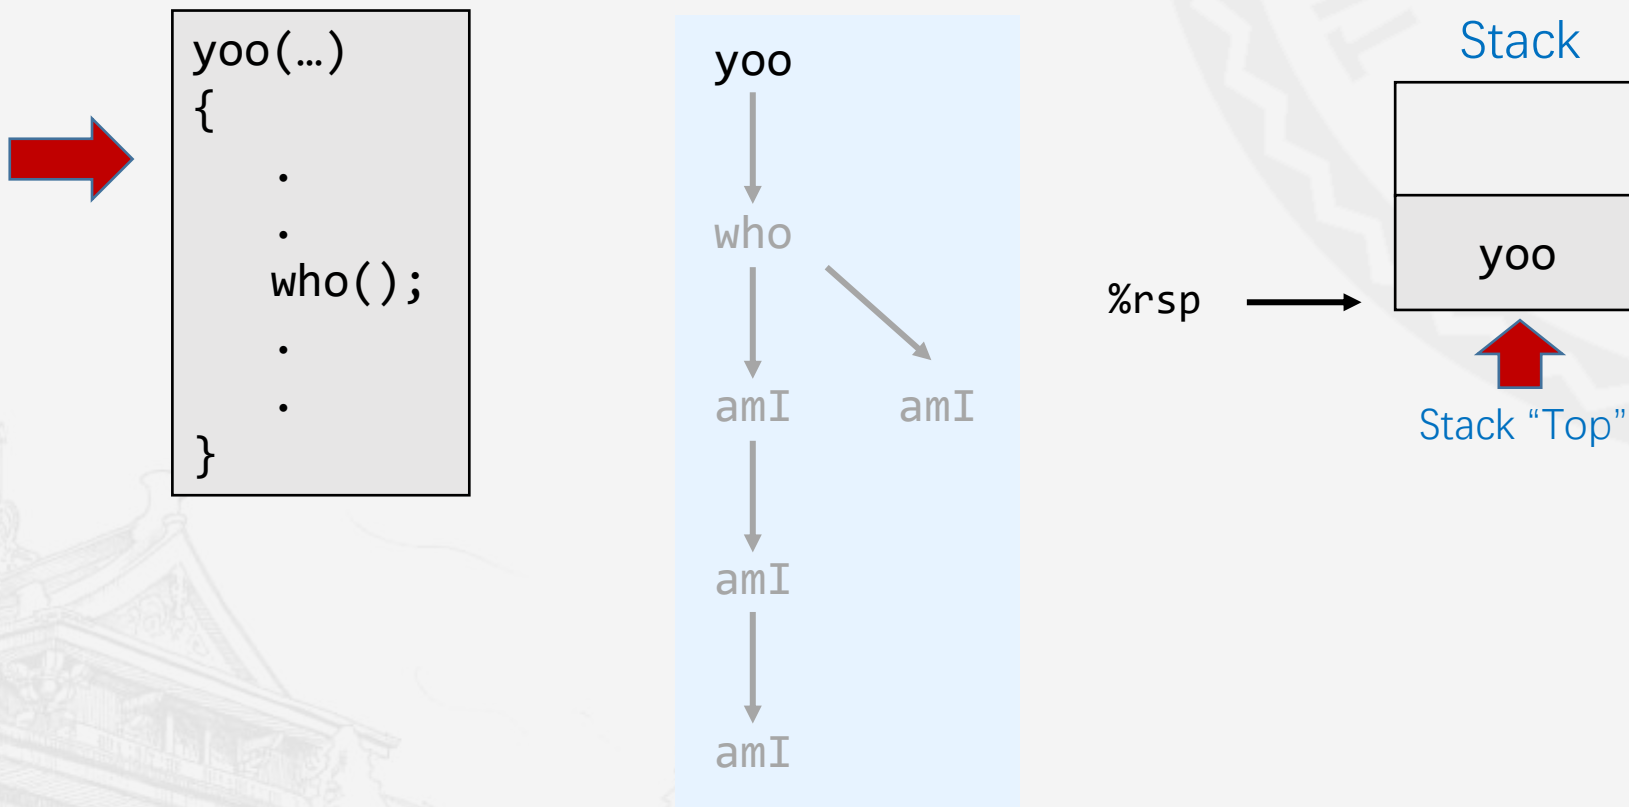 yoo(…)
{
.
.
who();
.
.
}
yoo
who
amI amI
amI
amI
Stack
yoo
%rsp
Stack “Top”